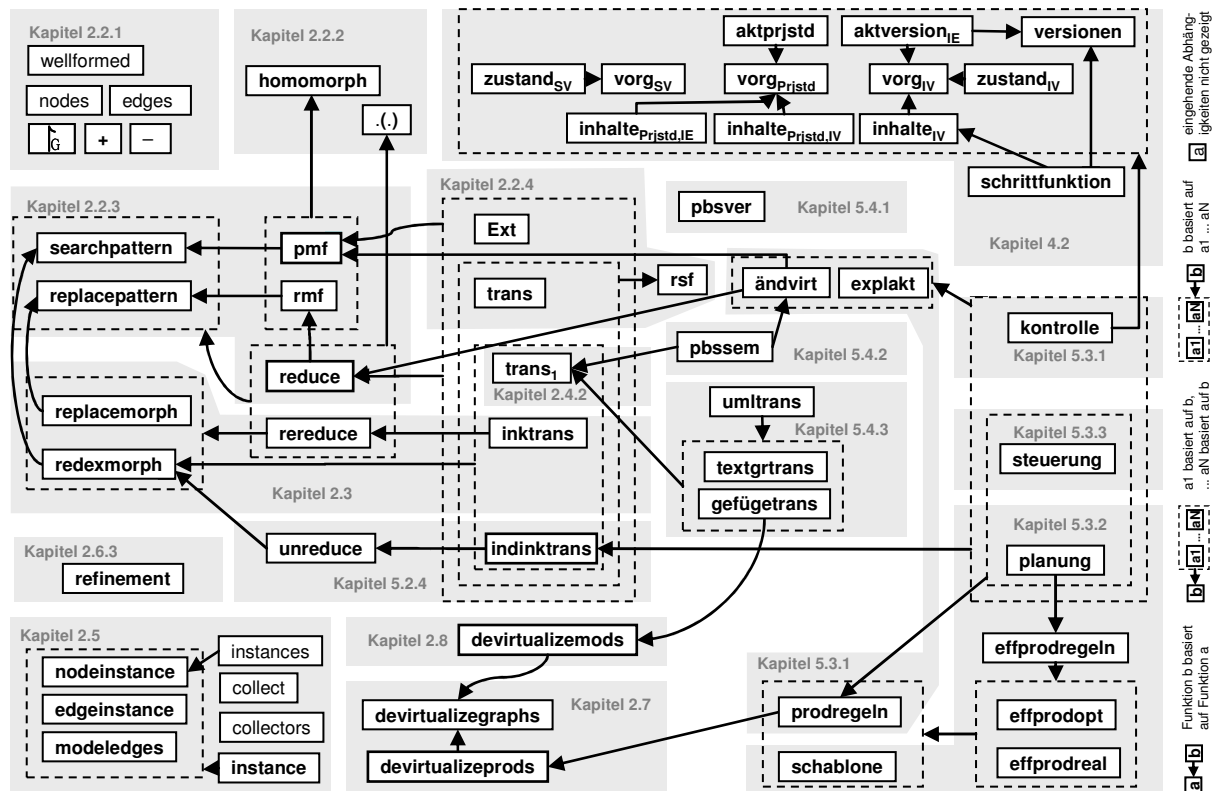 Kapitel 2.2.1
wellformed
nodes
edges
G
+
−
Kapitel 2.2.2
homomorph
.(.)
aktprjstd
aktversionIE
versionen
zustandSV
vorgSV
vorgPrjstd
vorgIV
zustandIV
inhaltePrjstd,IE
inhaltePrjstd,IV
inhalteIV
schrittfunktion
Kapitel 4.2
Kapitel 2.2.3
searchpattern
replacepattern
pmf
rmf
reduce
Kapitel 2.2.4
Ext
trans
rsf
pbsver
Kapitel 5.4.1
ändvirt
explakt
kontrolle
Kapitel 5.3.1
pbssem
Kapitel 5.4.2
trans1
Kapitel 2.4.2
replacemorph
redexmorph
rereduce
inktrans
Kapitel 2.3
umltrans
Kapitel 5.4.3
textgrtrans
gefügetrans
Kapitel 5.3.3
steuerung
Kapitel 5.3.2
planung
Kapitel 2.6.3
refinement
unreduce
indinktrans
Kapitel 5.2.4
Kapitel 2.5
nodeinstance
edgeinstance
modeledges
instances
collect
collectors
instance
Kapitel 2.8
devirtualizemods
Kapitel 2.7
devirtualizegraphs
devirtualizeprods
Kapitel 5.3.1
prodregeln
schablone
effprodregeln
effprodopt
effprodreal
a eingehende Abhäng-
igkeiten nicht gezeigt
a1 ... aN b
b basiert auf
a1 ... aN
b a1 ... aN
a1 basiert auf b,
... aN basiert auf b
a b
Funktion b basiert
auf Funktion a